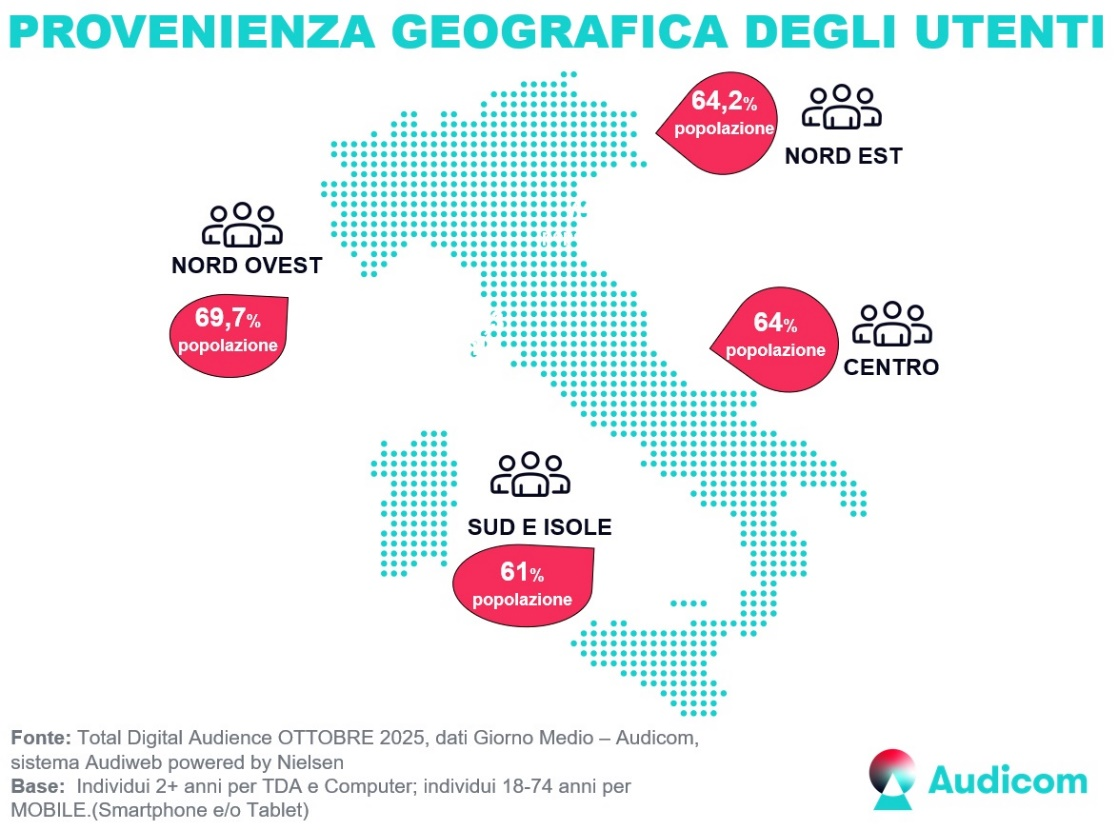 PROVENIENZA GEOGRAFICA DEGLI UTENTI
64,2%
popolazione
NORD EST
NORD OVEST
69,7%
popolazione
64%
popolazione
CENTRO
SUD E ISOLE
61%
popolazione
Fonte: Total Digital Audience OTTOBRE 2025, dati Giorno Medio – Audicom,
sistema Audiweb powered by Nielsen
Base: Individui 2+ anni per TDA e Computer; individui 18-74 anni per
MOBILE.(Smartphone e/o Tablet)
Audicom